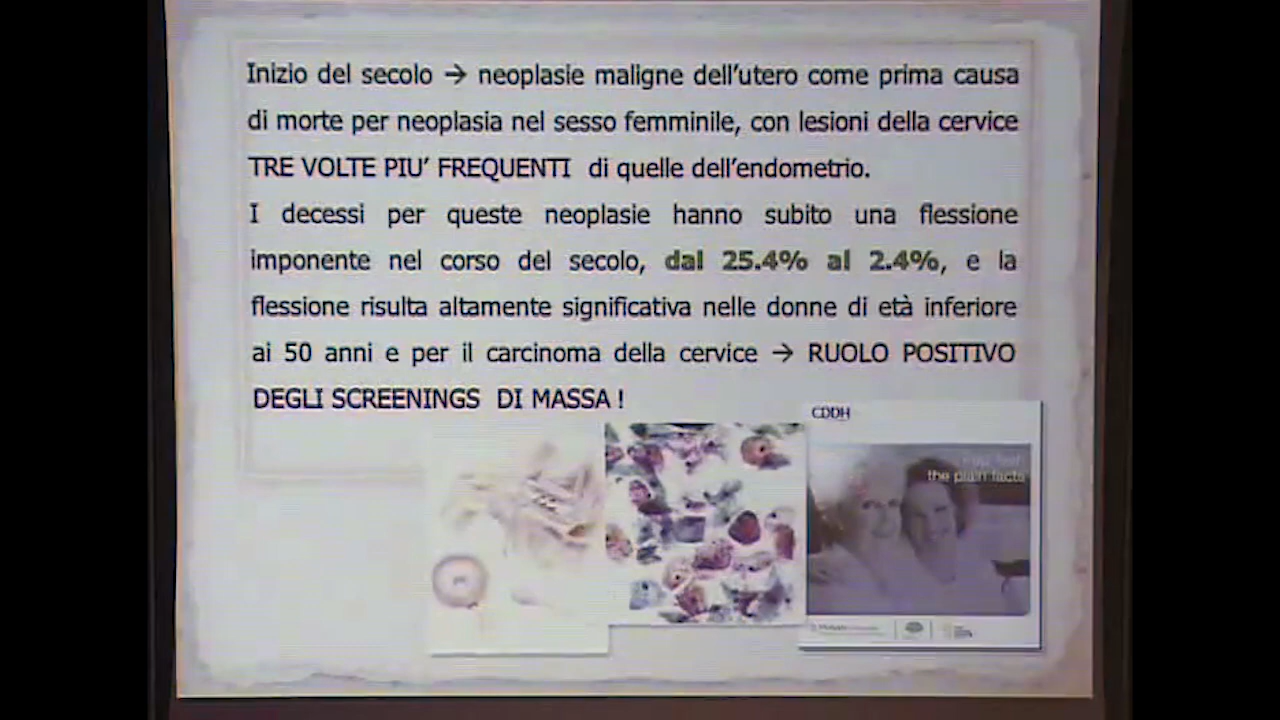 Inizio del secolo → neoplasie maligne dell'utero come prima causa
di morte per neoplasia nel sesso femminile, con lesioni della cervice
TRE VOLTE PIU' FREQUENTI di quelle dell'endometrio.
I decessi per queste neoplasie hanno subito una flessione
imponente nel corso del secolo, dal 25.4% al 2.4%, e la
flessione risulta altamente significativa nelle donne di età inferiore
ai 50 anni e per il carcinoma della cervice → RUOLO POSITIVO
DEGLI SCREENINGS DI MASSA !
CDDH
the plain facts